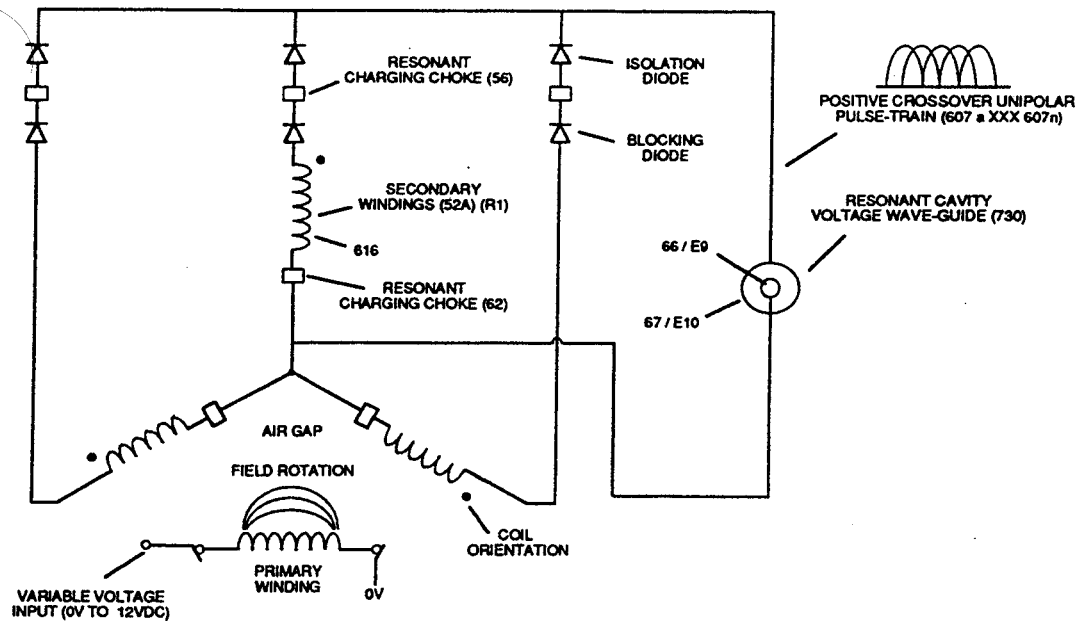 RESONANT
CHARGING CHOKE (56)
ISOLATION
DIODE
POSITIVE CROSSOVER UNIPOLAR
PULSE-TRAIN (607 a XXX 607n)
BLOCKING
DIODE
SECONDARY
WINDINGS (52A) (R1)
616
RESONANT CAVITY
VOLTAGE WAVE-GUIDE (730)
66 / E9
RESONANT
CHARGING CHOKE (62)
67 / E10
AIR GAP
FIELD ROTATION
COIL
ORIENTATION
PRIMARY
WINDING
0V
VARIABLE VOLTAGE
INPUT (0V TO 12VDC)